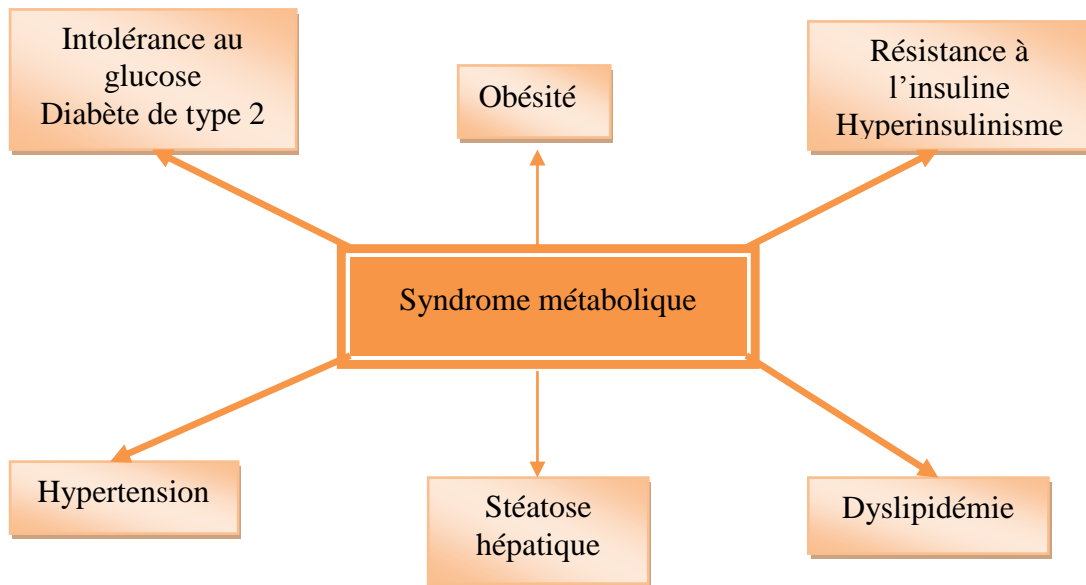 Intolérance au
glucose
Diabète de type 2
Obésité
Résistance à
l’insuline
Hyperinsulinisme
Syndrome métabolique
Hypertension
Stéatose
hépatique
Dyslipidémie